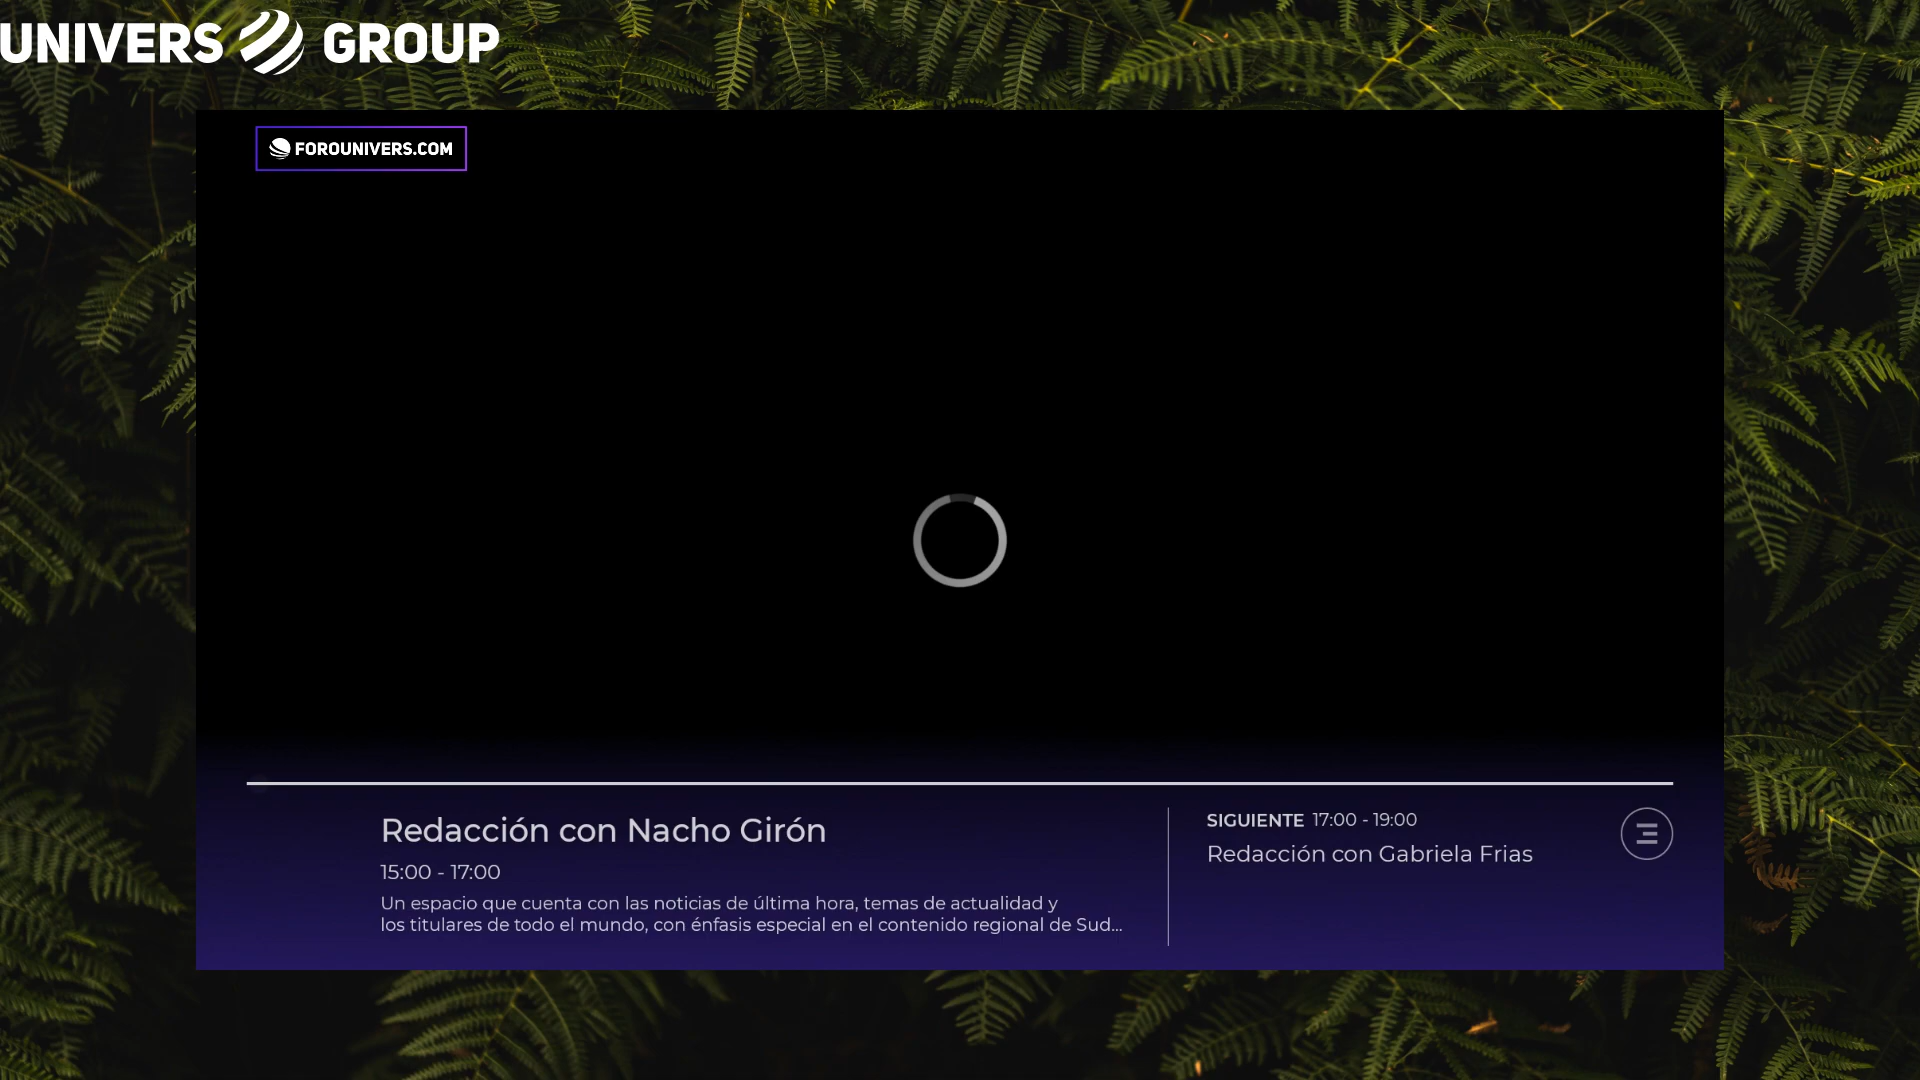 UNIVERS GROUP
FOROUNIVERS.COM
Redacción con Nacho Girón
15:00 - 17:00
Un espacio que cuenta con las noticias de última hora, temas de actualidad y
los titulares de todo el mundo, con énfasis especial en el contenido regional de Sud...
SIGUIENTE 17:00 - 19:00
Redacción con Gabriela Frias